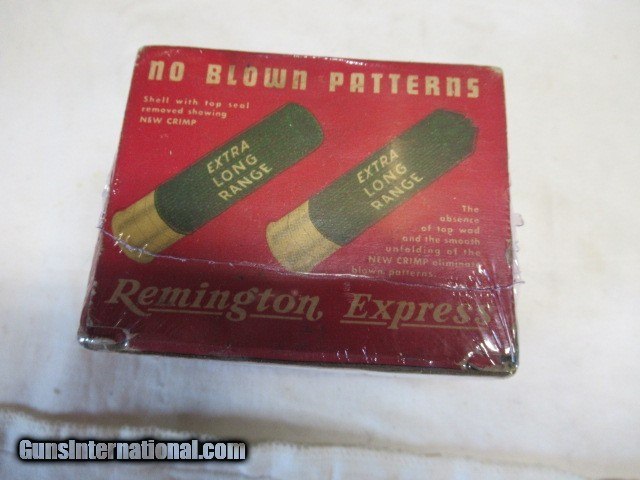 NO BLOWN PATTERNS
Shell with top seal
removed showing
NEW CRIMP
EXTRA
LONG
RANGE
EXTRA
LONG
RANGE
The
absence
of top wad
and the smooth
unfolding of the
NEW CRIMP eliminate
blown patterns
Remington Express
GunsInternational.com